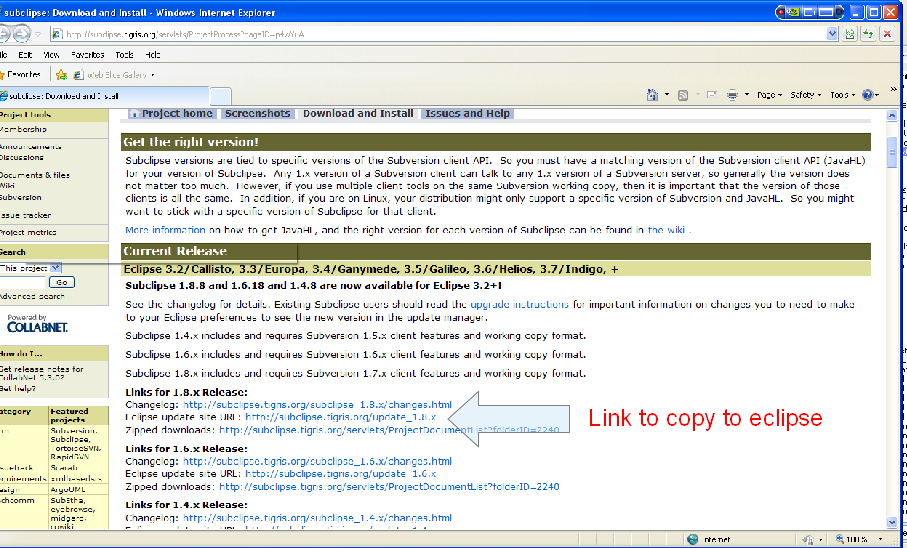 subclipse: Download and Install - Windows Internet Explorer
Edit View Favorites Tools Help
Favorites Web Slice Gallery
subclipse: Download and Install
Page Safety Tools
Project tools
Membership
Announcements
Discussions
Documents & files
Wiki
Subversion
Issue tracker
Project metrics
Search
This project
Go
Advanced search
Powered by
COLLABNET.
How do I...
Get release notes for
CollabNet 5.3.0?
Get help?
Featured
projects
Subversion,
Subclipse,
TortoiseSVN,
RapidSVN
Scarab
xmlbasedsrs
ArgoUML
SubEtha,
eyebrowse,
midgard,
cowiki
Project home Screenshots Download and Install Issues and Help
Get the right version!
Subclipse versions are tied to specific versions of the Subversion client API. So you must have a matching version of the Subversion client API (JavaHL)
for your version of Subclipse. Any 1.x version of a Subversion client can talk to any 1.x version of a Subversion server, so generally the version does
not matter too much. However, if you use multiple client tools on the same Subversion working copy, then it is important that the version of those
clients is all the same. In addition, if you are on Linux, your distribution might only support a specific version of Subversion and JavaHL. So you might
want to stick with a specific version of Subclipse for that client.
More information on how to get JavaHL, and the right version for each version of Subclipse can be found in the wiki .
Current Release
Eclipse 3.2/Callisto, 3.3/Europa, 3.4/Ganymede, 3.5/Galileo, 3.6/Helios, 3.7/Indigo, +
Subclipse 1.8.8 and 1.6.18 and 1.4.8 are now available for Eclipse 3.2+!
See the changelog for details. Existing Subclipse users should read the upgrade instructions for important information on changes you to need to make
to your Eclipse preferences to see the new version in the update manager.
Subclipse 1.4.x includes and requires Subversion 1.5.x client features and working copy format.
Subclipse 1.6.x includes and requires Subversion 1.6.x client features and working copy format.
Subclipse 1.8.x includes and requires Subversion 1.7.x client features and working copy format.
Links for 1.8.x Release:
Changelog: http://subclipse.tigris.org/subclipse_1.8.x/changes.html
Eclipse update site URL: http://subclipse.tigris.org/update_1.8.x
Zipped downloads: http://subclipse.tigris.org/servlets/ProjectDocumentList?folderID=2240
Link to copy to eclipse
Links for 1.6.x Release:
Changelog: http://subclipse.tigris.org/subclipse_1.6.x/changes.html
Eclipse update site URL: http://subclipse.tigris.org/update_1.6.x
Zipped downloads: http://subclipse.tigris.org/servlets/ProjectDocumentList?folderID=2240
Links for 1.4.x Release:
Changelog: http://subclipse.tigris.org/subclipse_1.4.x/changes.html
Internet 100%